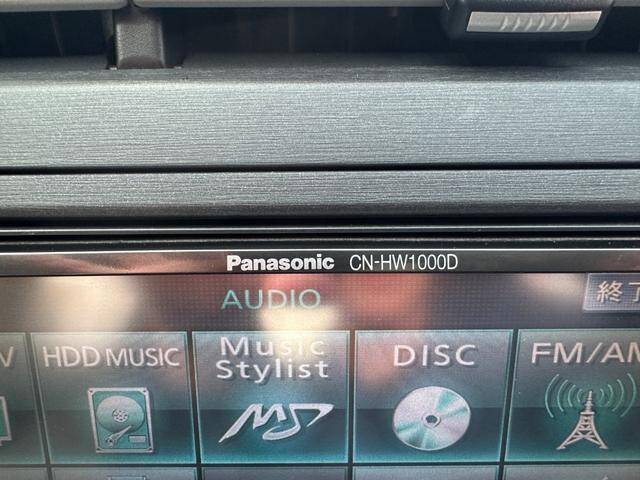 Panasonic CN-HW1000D
AUDIO
終了
V
HDD MUSIC
Music
Stylist
DISC
FM/AM
MS